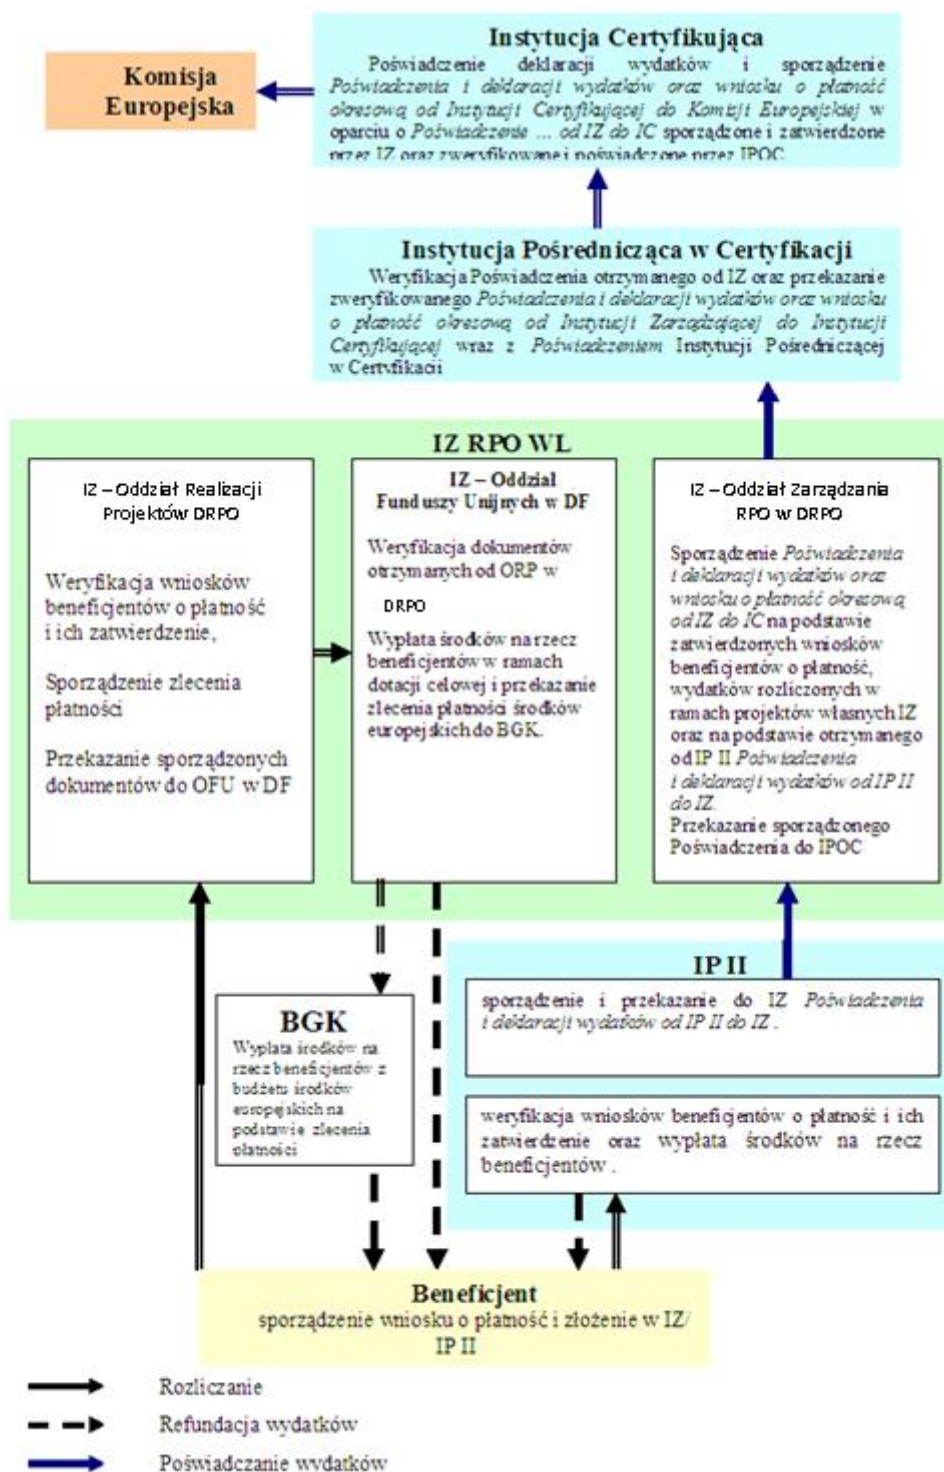 Instytucja Certyfikująca
Poświadczenie deklaracji wydatków i sporządzenie
Poświadczenia i deklaracji wydatków oraz wniosku o płatność
okresową od Instytucji Certyfikującej do Komisji Europejskiej w
oparciu o Poświadczenie ... od IZ do IC sporządzone i zatwierdzone
przez IZ oraz zweryfikowane i poświadczone przez IPOC
Komisja
Europejska
Instytucja Pośrednicząca w Certyfikacji
Weryfikacja Poświadczenia otrzymanego od IZ oraz przekazanie
zweryfikowanego Poświadczenia i deklaracji wydatków oraz wniosku
o płatność okresową od Instytucji Zarządzającej do Instytucji
Certyfikującej wraz z Poświadczeniem Instytucji Pośredniczącej
w Certyfikacji
IZ RPO WL
IZ – Oddział Realizacji
Projektów DRPO
Weryfikacja wniosków
beneficjentów o płatność
i ich zatwierdzenie,
Sporządzenie zlecenia
płatności
Przekazanie sporządzonych
dokumentów do OFU w DF
IZ – Oddział
Funduszy Unijnych w DF
Weryfikacja dokumentów
otrzymanych od ORP w
DRPO
Wypłata środków na rzecz
beneficjentów w ramach
dotacji celowej i przekazanie
zlecenia płatności środków
europejskich do BGK.
IZ – Oddział Zarządzania
RPO w DRPO
Sporządzenie Poświadczenia
i deklaracji wydatków oraz
wniosku o płatność okresową
od IZ do IC na podstawie
zatwierdzonych wniosków
beneficjentów o płatność,
wydatków rozliczonych w
ramach projektów własnych IZ
oraz na podstawie otrzymanego
od IP II Poświadczenia
i deklaracji wydatków od IP II
do IZ.
Przekazanie sporządzonego
Poświadczenia do IPOC
IP II
sporządzenie i przekazanie do IZ Poświadczenia
i deklaracji wydatków od IP II do IZ .
weryfikacja wniosków beneficjentów o płatność i ich
zatwierdzenie oraz wypłata środków na rzecz
beneficjentów .
BGK
Wypłata środków na
rzecz beneficjentów z
budżetu środków
europejskich na
podstawie zlecenia
płatności
Beneficjent
sporządzenie wniosku o płatność i złożenie w IZ/
IP II
Rozliczanie
Refundacja wydatków
Poświadczanie wydatków